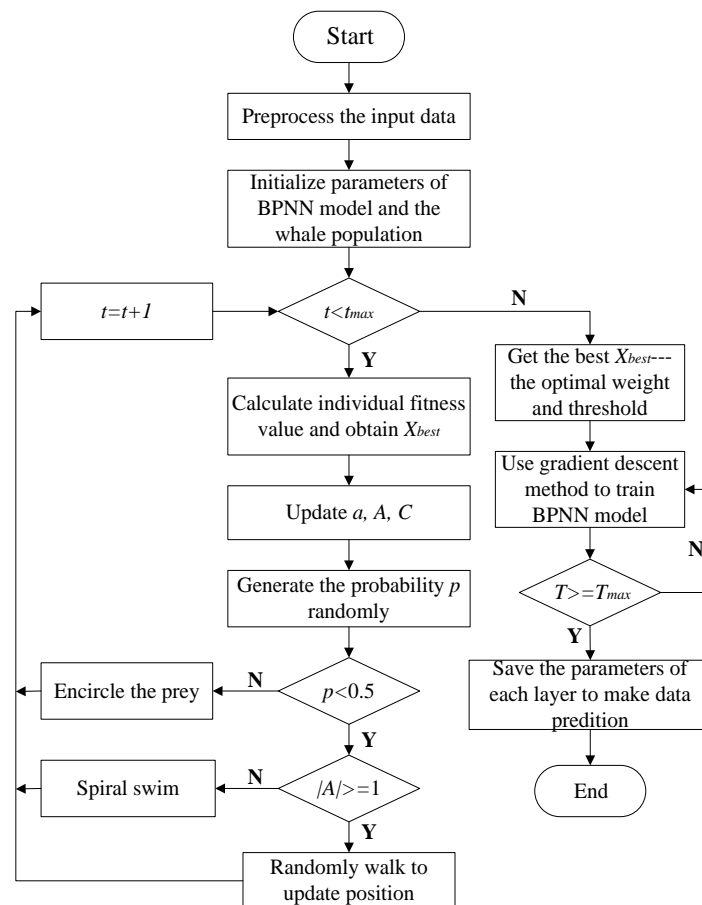 Start
Preprocess the input data
Initialize parameters of
BPNN model and the
whale population
t=t+1
t<tmax
N
Y
Get the best Xbest---
the optimal weight
and threshold
Calculate individual fitness
value and obtain Xbest
Use gradient descent
method to train
BPNN model
Update a, A, C
N
Generate the probability p
randomly
T>=Tmax
Y
Save the parameters of
each layer to make data
predition
Encircle the prey
N
p<0.5
Y
Spiral swim
N
|A|>=1
End
Y
Randomly walk to
update position